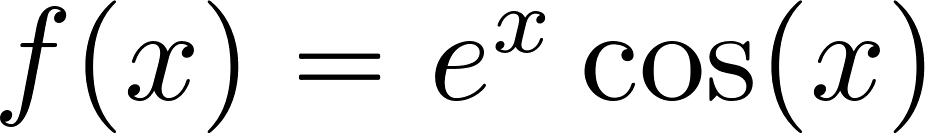 f(x) = e^x cos(x)